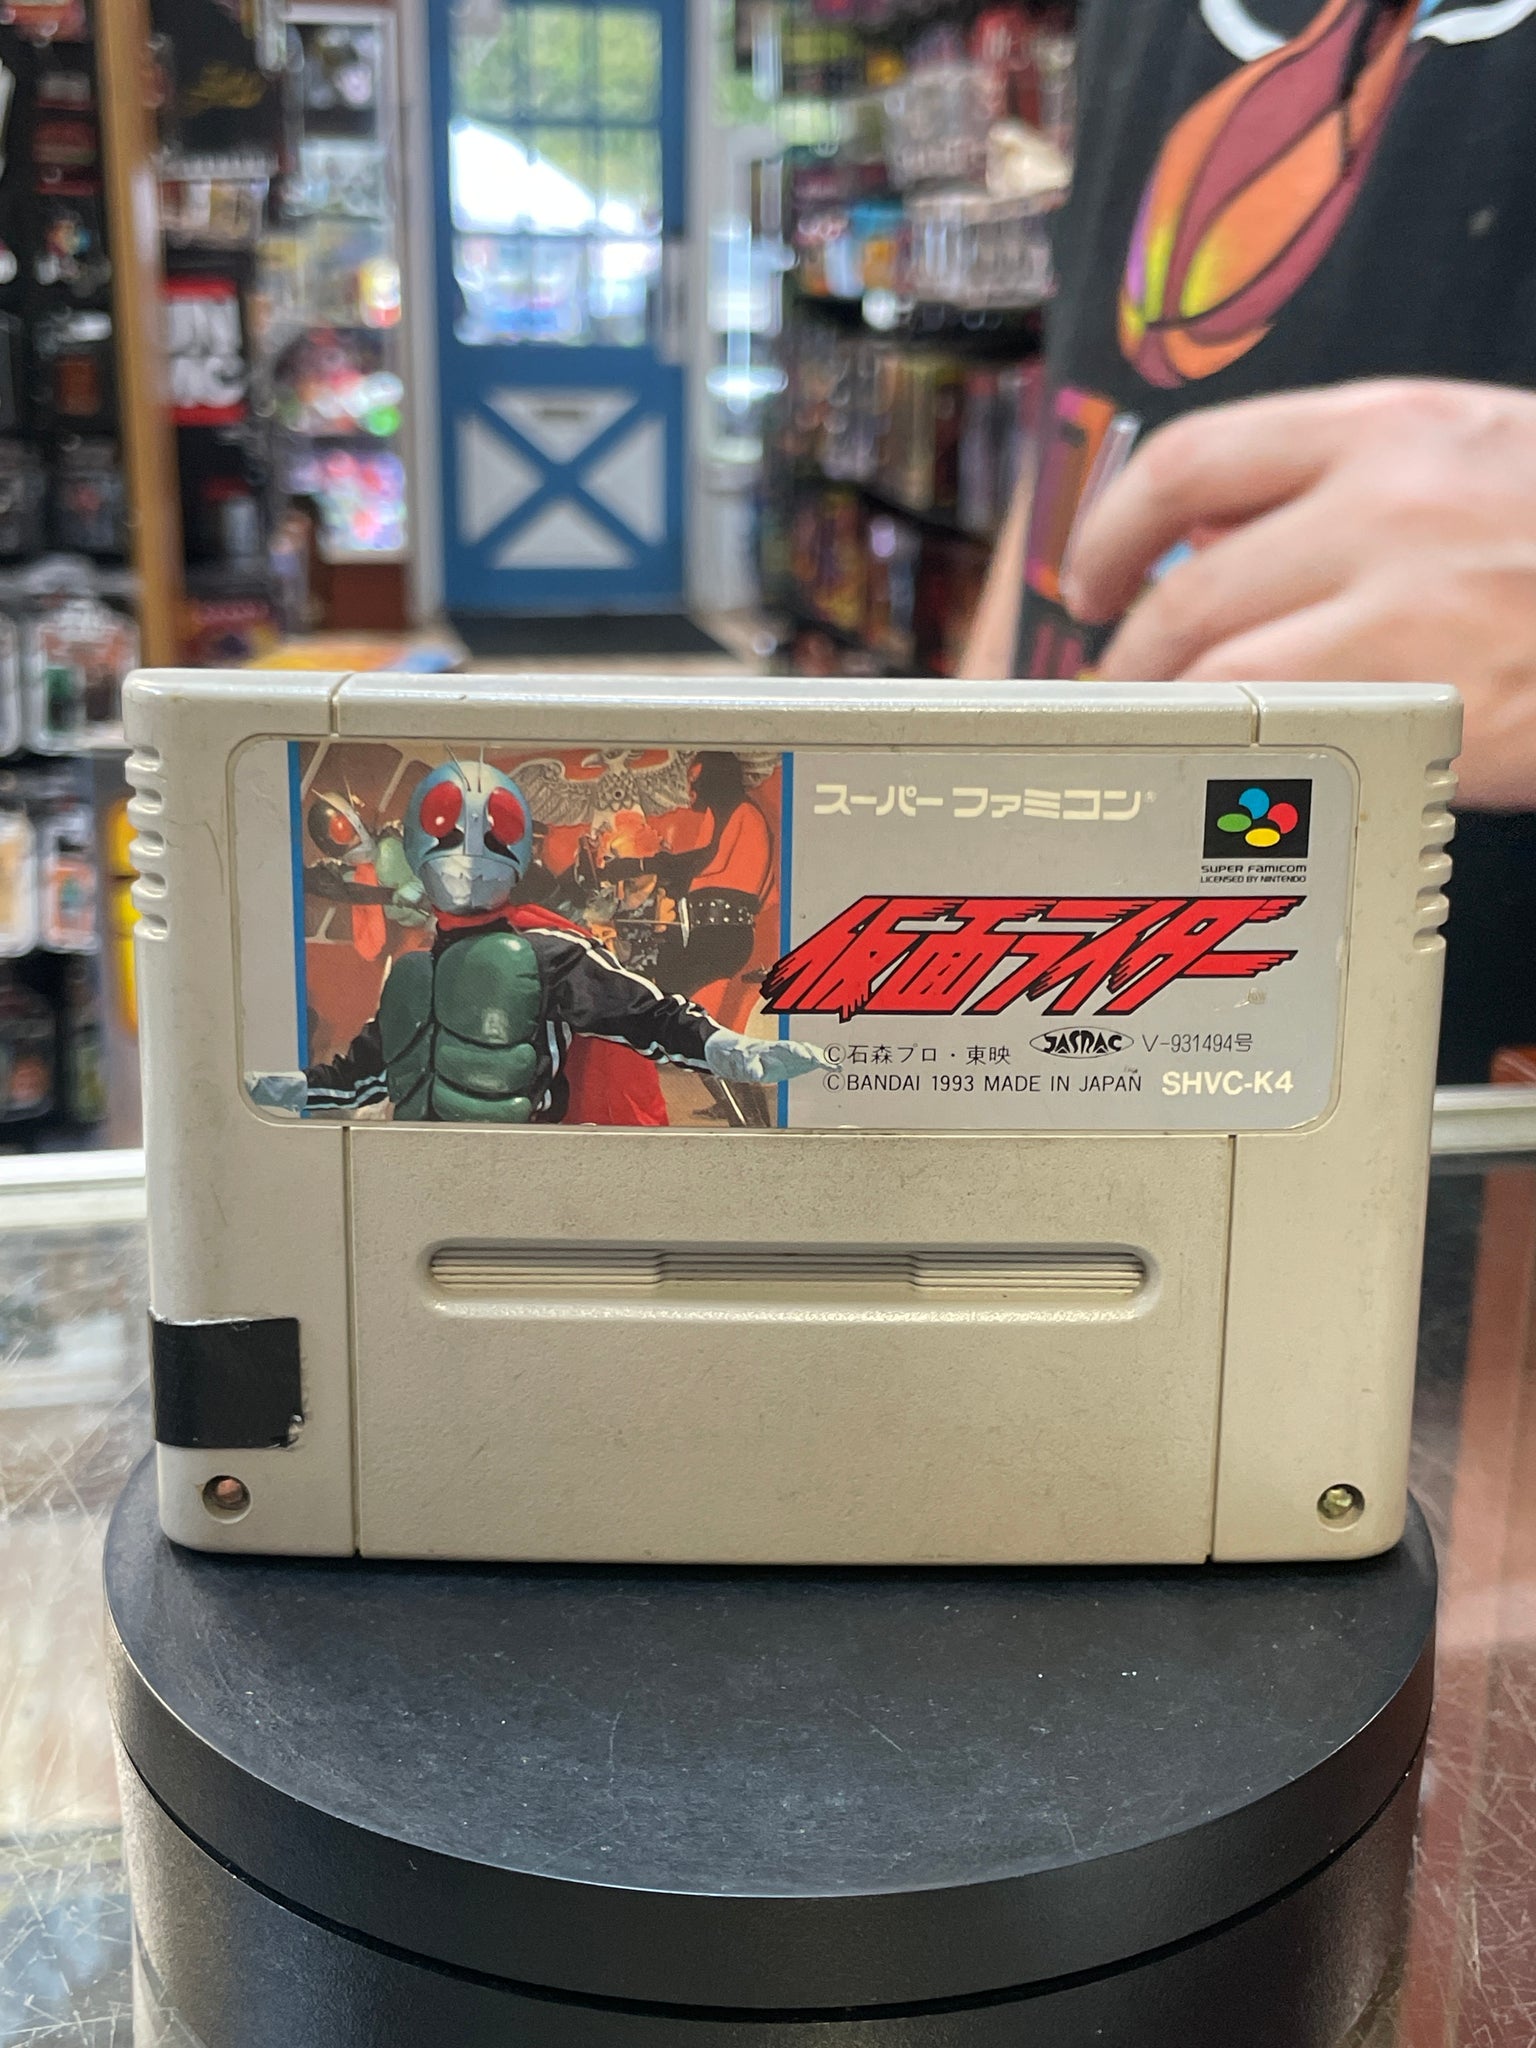 スーパーファミコン®
SUPER FAMICOM
LICENSED BY NINTENDO
仮面ライダー
©石森プロ・東映 JASRAC V-931494号
©BANDAI 1993 MADE IN JAPAN SHVC-K4